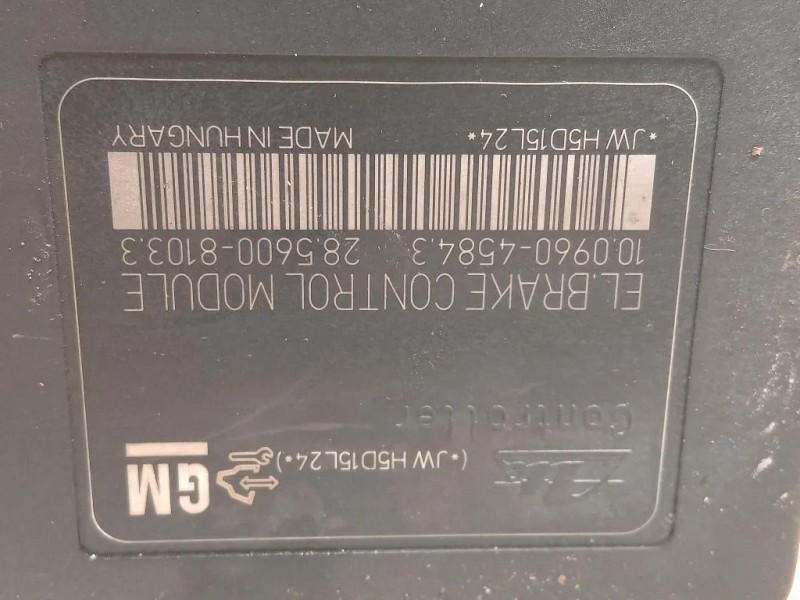 GM
(*JW H5D15L24*)
Ate
Controller
EL.BRAKE CONTROL MODULE
10.0960-4584.3 28.5600-8103.3
*JW H5D15L24* MADE IN HUNGARY